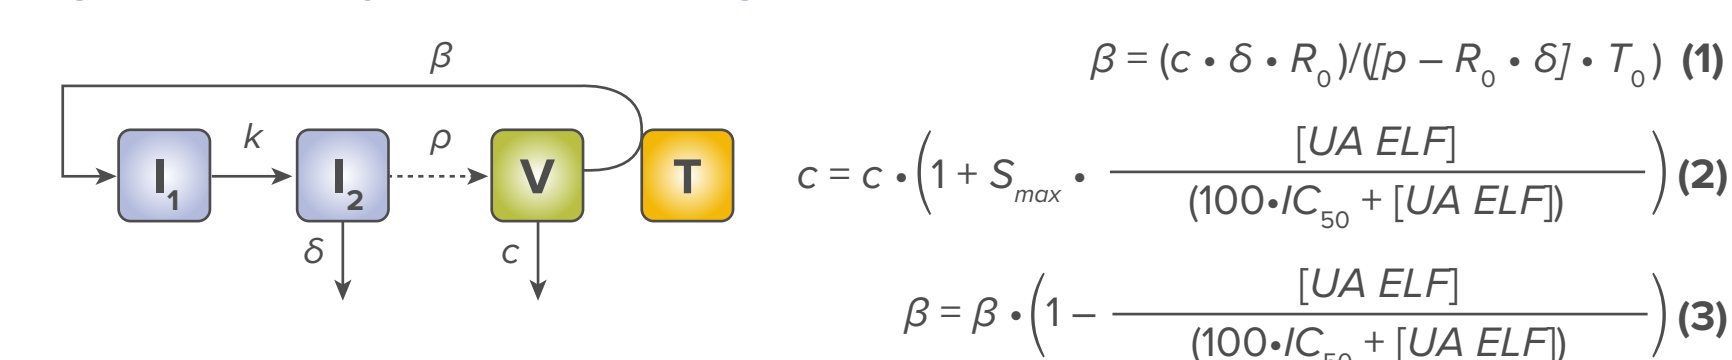 β
k
ρ
I₁
I₂
V
T
δ
c
β = (c • δ • R₀)/([p – R₀ • δ] • T₀) (1)
c = c • (1 + Sₘₐₓ • [UA ELF] / (100•IC₅₀ + [UA ELF])) (2)
β = β • (1 – [UA ELF] / (100•IC₅₀ + [UA ELF])) (3)